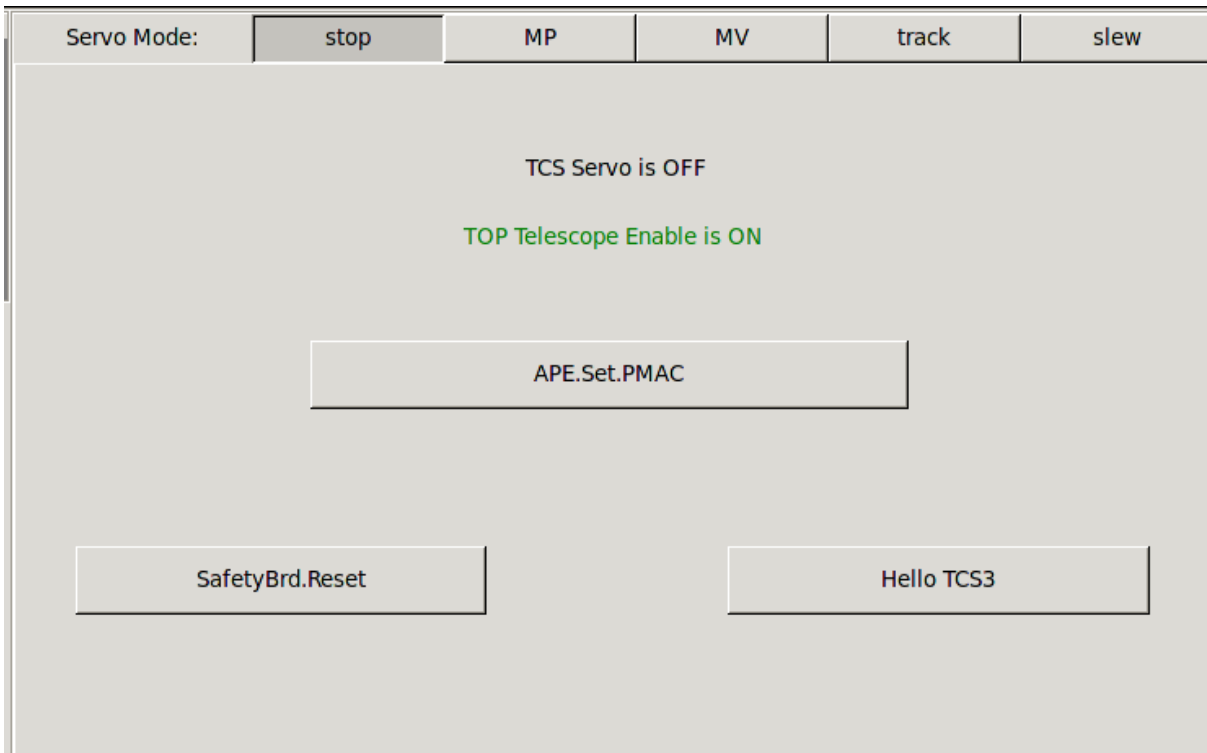 Servo Mode: stop MP MV track slew
TCS Servo is OFF
TOP Telescope Enable is ON
APE.Set.PMAC
SafetyBrd.Reset Hello TCS3